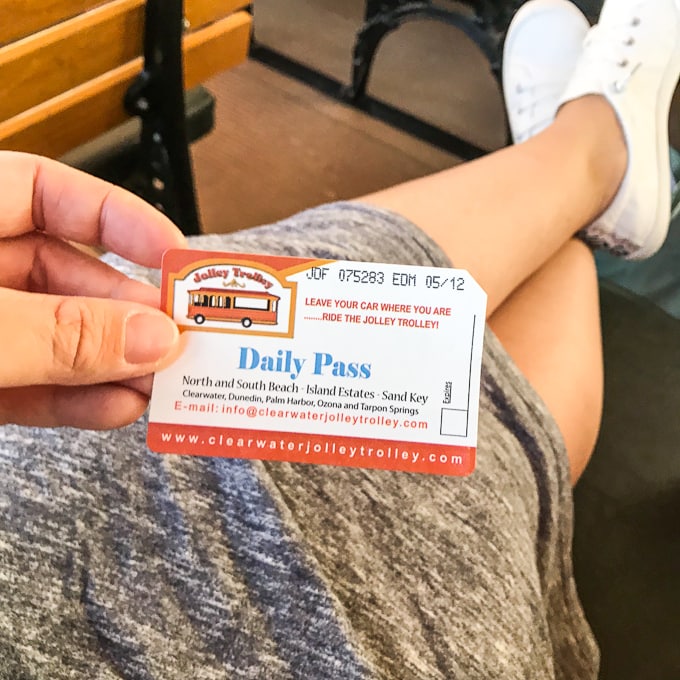 Jolley Trolley
JDF 075283 EDM 05/12
LEAVE YOUR CAR WHERE YOU ARE
........RIDE THE JOLLEY TROLLEY!
Daily Pass
North and South Beach - Island Estates - Sand Key
Clearwater, Dunedin, Palm Harbor, Ozona and Tarpon Springs
E-mail: info@clearwaterjolleytrolley.com
Expires
www.clearwaterjolleytrolley.com